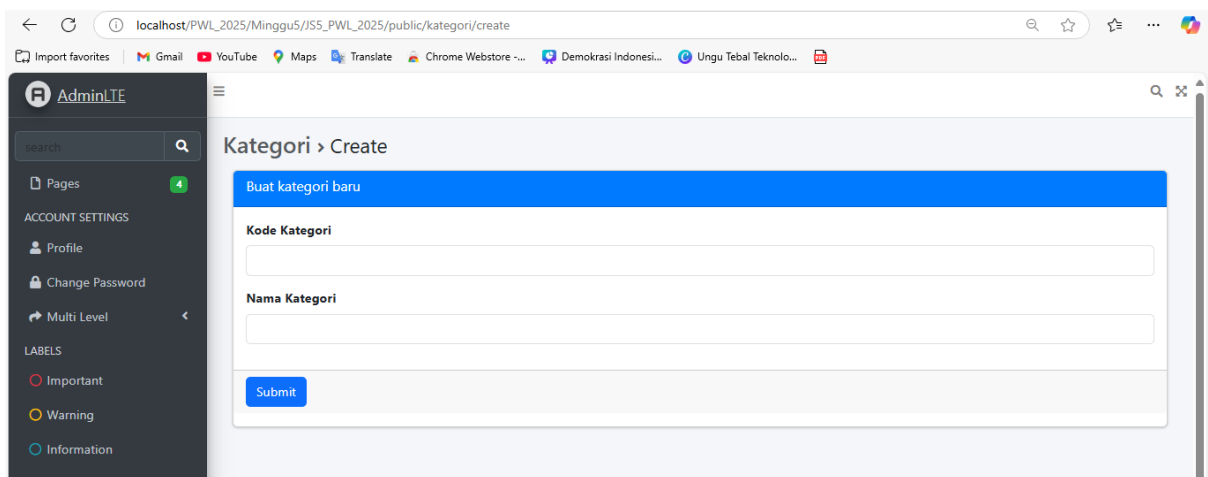 localhost/PWL_2025/Minggu5/JS5_PWL_2025/public/kategori/create
Import favorites Gmail YouTube Maps Translate Chrome Webstore -... Demokrasi Indonesi... Ungu Tebal Teknolo... PDF
AdminLTE
search
Kategori › Create
Pages 4
Buat kategori baru
ACCOUNT SETTINGS
Kode Kategori
Profile
Change Password
Nama Kategori
Multi Level
LABELS
Important
Submit
Warning
Information